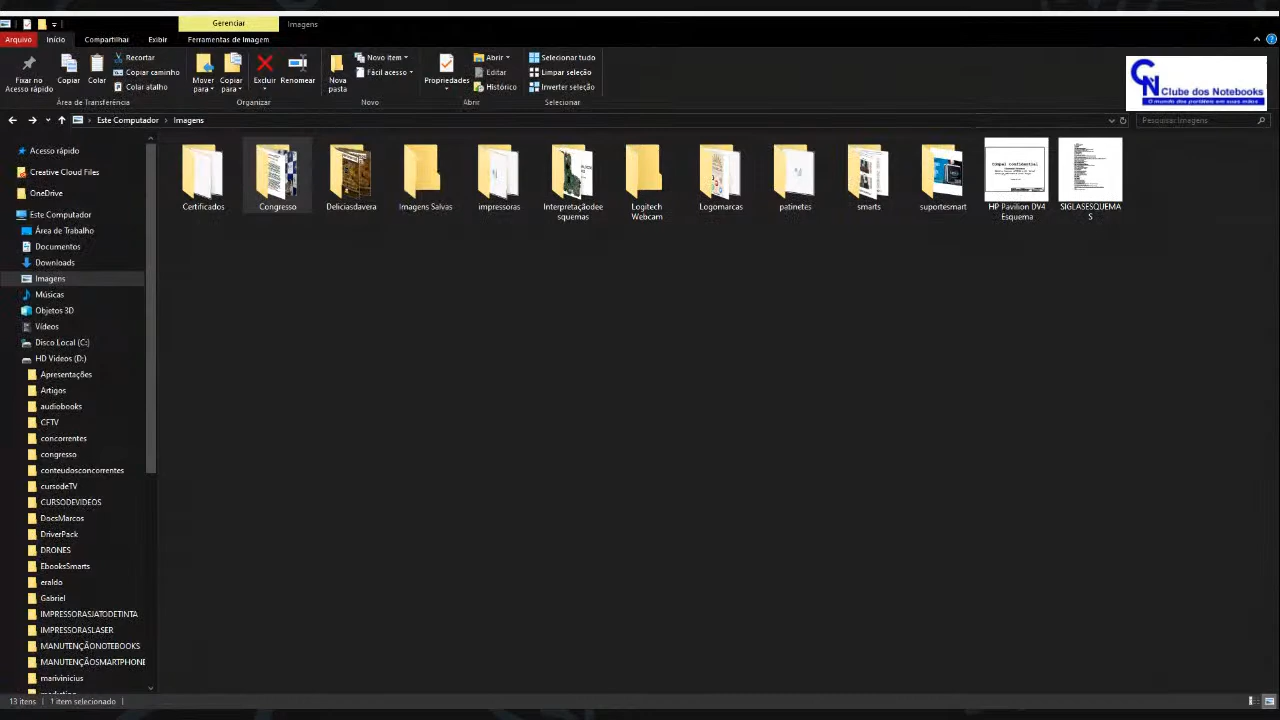 Gerenciar
Imagens
Arquivo
Início
Compartilhar
Exibir
Ferramentas de Imagem
Fixar no
Acesso rápido
Copiar
Colar
Recortar
Copiar caminho
Colar atalho
Área de Transferência
Mover
para
Copiar
para
Excluir
Renomear
Organizar
Nova
pasta
Novo item
Fácil acesso
Novo
Propriedades
Abrir
Editar
Histórico
Abrir
Selecionar tudo
Limpar seleção
Inverter seleção
Selecionar
CN Clube dos Notebooks
O mundo dos portáteis em suas mãos
Este Computador
Imagens
Pesquisar Imagens
Acesso rápido
Creative Cloud Files
OneDrive
Este Computador
Área de Trabalho
Documentos
Downloads
Imagens
Músicas
Objetos 3D
Vídeos
Disco Local (C:)
HD Videos (D:)
Apresentações
Artigos
audiobooks
CFTV
concorrentes
congresso
conteudosconcorrentes
cursodeTV
CURSODEVIDEOS
DocsMarcos
DriverPack
DRONES
EbooksSmarts
eraldo
Gabriel
IMPRESSORASJATODETINTA
IMPRESSORASLASER
MANUTENÇÃONOTEBOOKS
MANUTENÇÃOSMARTPHONE
marivinicius
Certificados
Congresso
Deliciasdavera
Imagens Salvas
impressoras
Interpretaçãodee
squemas
Logitech
Webcam
Logomarcas
patinetes
smarts
suportesmart
Compal Confidential
HP Pavilion DV4
Esquema
SIGLASESQUEMA
S
13 itens
1 item selecionado